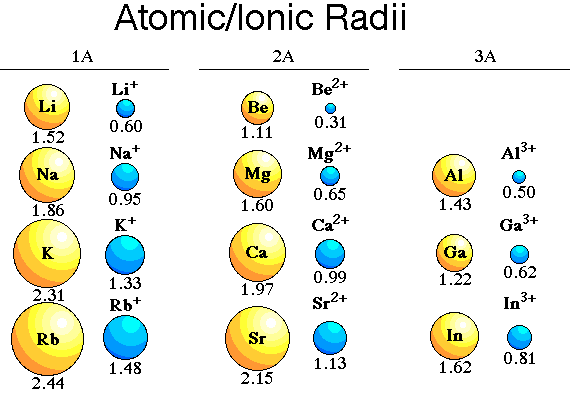 Atomic/Ionic Radii
1A 2A 3A
Li⁺ Be²⁺
Li Be
0.60 0.31
1.52 1.11
Na⁺ Mg²⁺ Al³⁺
Na Mg Al
0.95 0.65 0.50
1.86 1.60 1.43
K⁺ Ca²⁺ Ga³⁺
K Ca Ga
1.33 0.99 0.62
2.31 1.97 1.22
Rb⁺ Sr²⁺ In³⁺
Rb Sr In
1.48 1.13 0.81
2.44 2.15 1.62